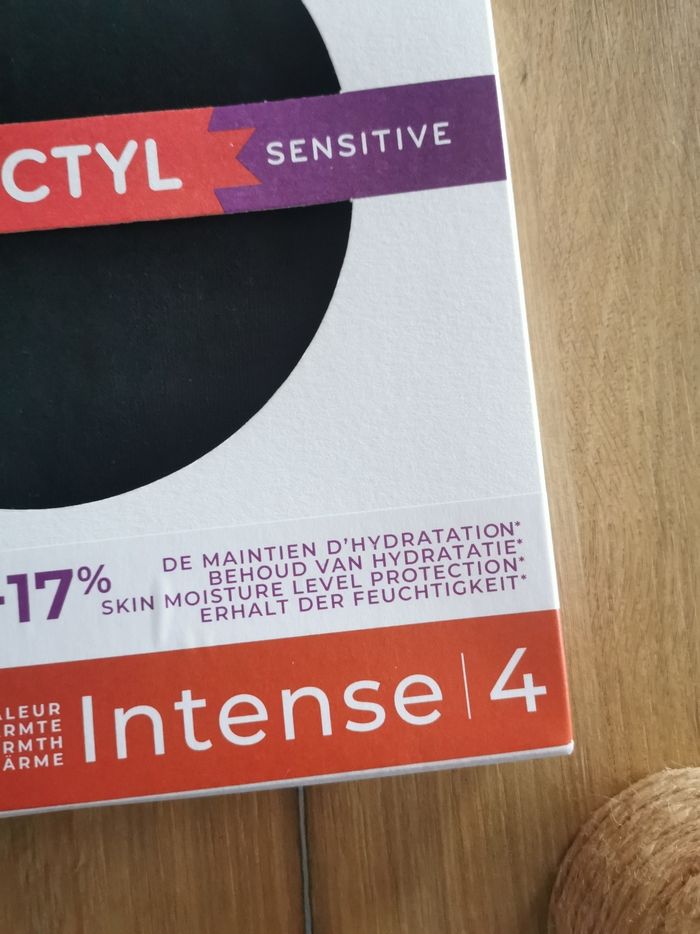 CTYL
SENSITIVE
-17%
DE MAINTIEN D'HYDRATATION*
BEHOUD VAN HYDRATATIE*
SKIN MOISTURE LEVEL PROTECTION*
ERHALT DER FEUCHTIGKEIT*
ALEUR
RMTE
RMTH
ÄRME
Intense | 4